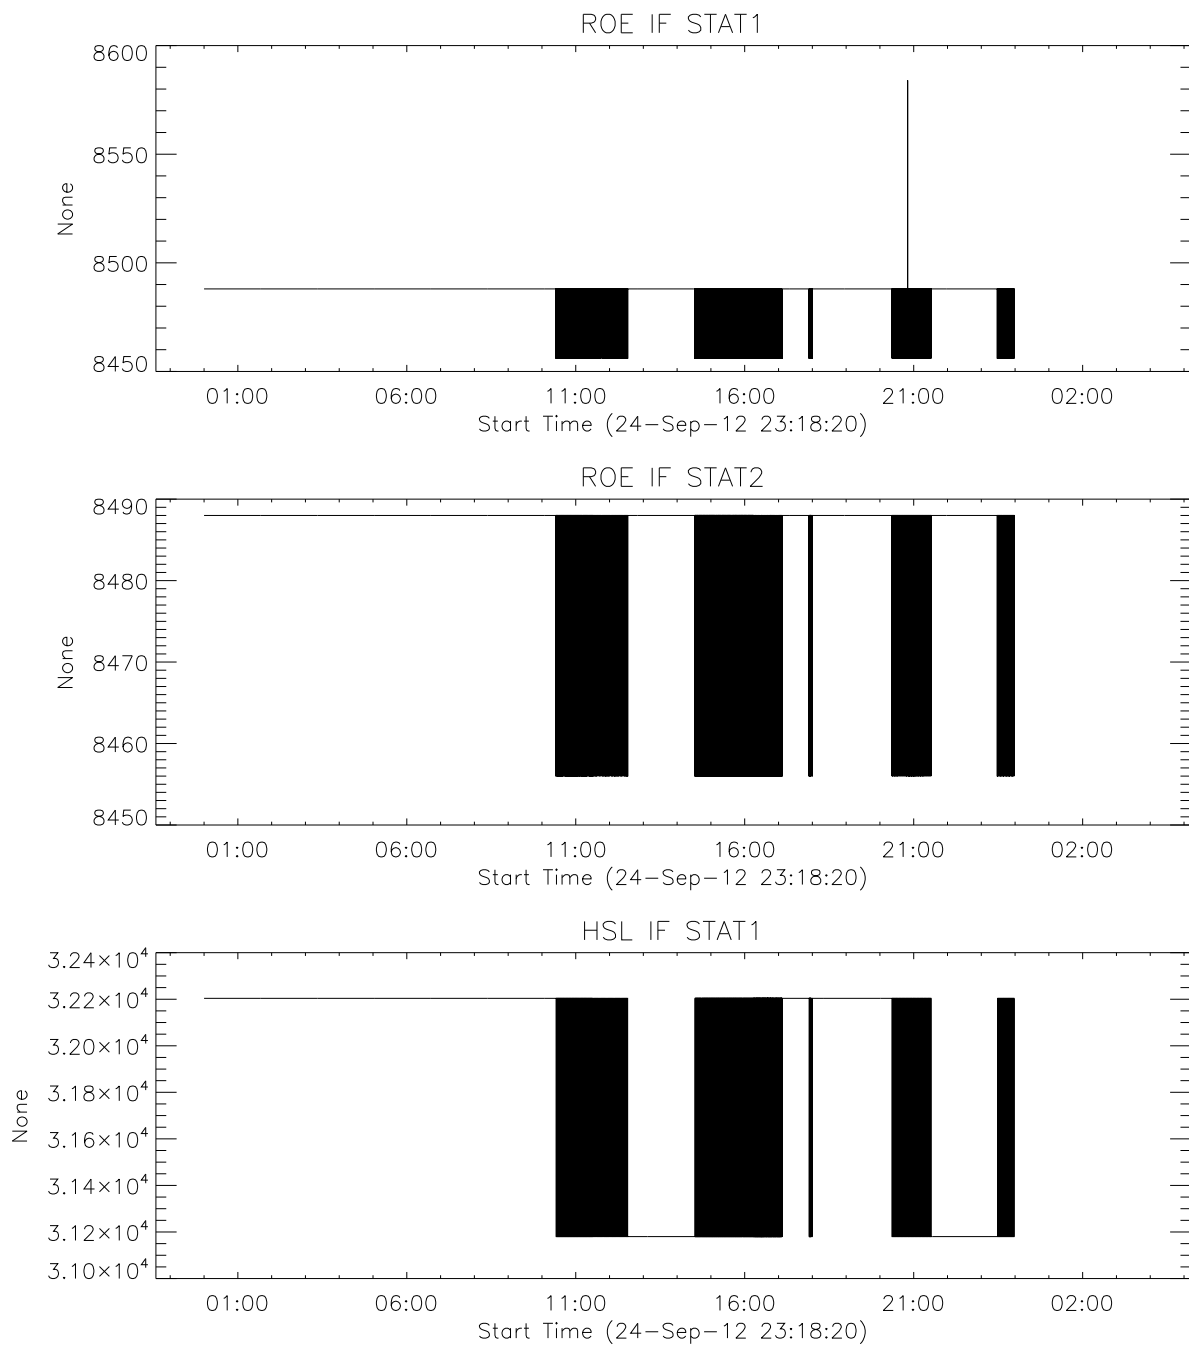 ROE IF STAT1
8600
8550
8500
8450
None
01:00 06:00 11:00 16:00 21:00 02:00
Start Time (24-Sep-12 23:18:20)
ROE IF STAT2
8490
8480
8470
8460
8450
None
01:00 06:00 11:00 16:00 21:00 02:00
Start Time (24-Sep-12 23:18:20)
HSL IF STAT1
3.24×10⁴
3.22×10⁴
3.20×10⁴
3.18×10⁴
3.16×10⁴
3.14×10⁴
3.12×10⁴
3.10×10⁴
None
01:00 06:00 11:00 16:00 21:00 02:00
Start Time (24-Sep-12 23:18:20)